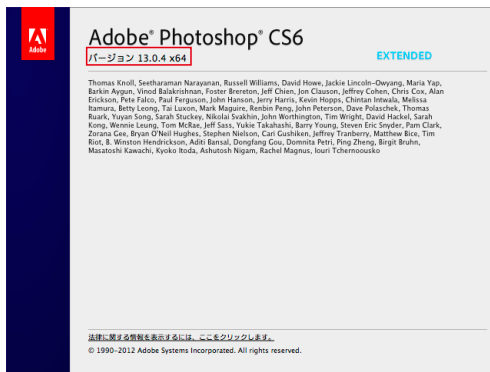 Adobe
Adobe® Photoshop® CS6
バージョン 13.0.4 x64
EXTENDED
Thomas Knoll, Seetharaman Narayanan, Russell Williams, David Howe, Jackie Lincoln-Owyang, Maria Yap,
Barkin Aygun, Vinod Balakrishnan, Foster Brereton, Jeff Chien, Jon Clauson, Jeffrey Cohen, Chris Cox, Alan
Erickson, Pete Falco, Paul Ferguson, John Hanson, Jerry Harris, Kevin Hopps, Chintan Intwala, Melissa
Itamura, Betty Leong, Tai Luxon, Mark Maguire, Renbin Peng, John Peterson, Dave Polaschek, Thomas
Ruark, Yuyan Song, Sarah Stuckey, Nikolai Svakhin, John Worthington, Tim Wright, David Hackel, Sarah
Kong, Wennie Leung, Tom McRae, Jeff Sass, Yukie Takahashi, Barry Young, Steven Eric Snyder, Pam Clark,
Zorana Gee, Bryan O'Neil Hughes, Stephen Nielson, Cari Gushiken, Jeffrey Tranberry, Matthew Bice, Tim
Riot, B. Winston Hendrickson, Aditi Bansal, Dongfang Gou, Domnita Petri, Ping Zheng, Birgit Bruhn,
Masatoshi Kawachi, Kyoko Itoda, Ashutosh Nigam, Rachel Magnus, Iouri Tchernoousko
法律に関する情報を表示するには、ここをクリックします。
© 1990-2012 Adobe Systems Incorporated. All rights reserved.